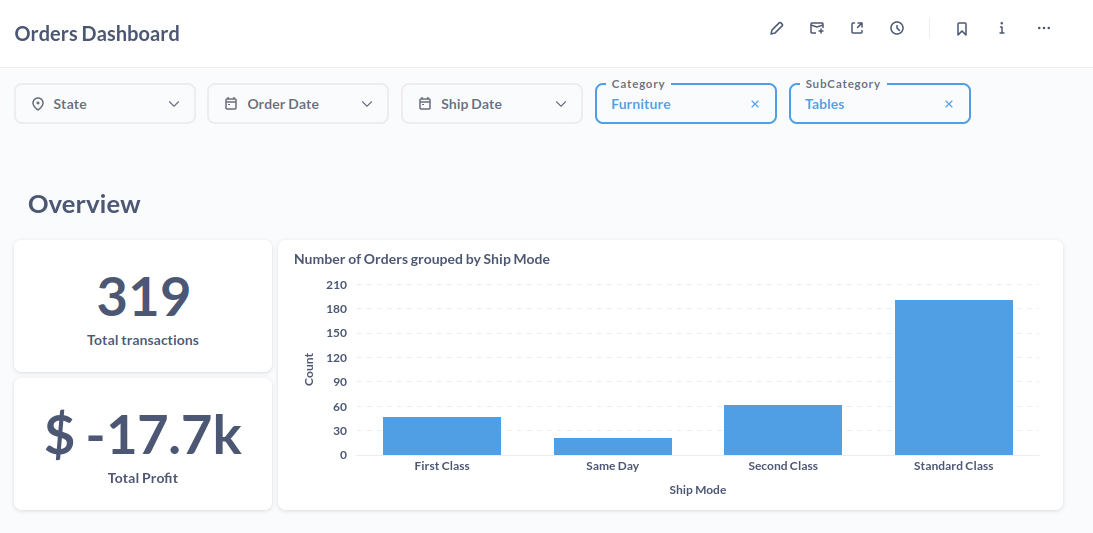 Orders Dashboard
State
Order Date
Ship Date
Category
Furniture
SubCategory
Tables
Overview
319
Total transactions
$ -17.7k
Total Profit
Number of Orders grouped by Ship Mode
210
180
150
120
90
60
30
0
Count
First Class
Same Day
Second Class
Standard Class
Ship Mode